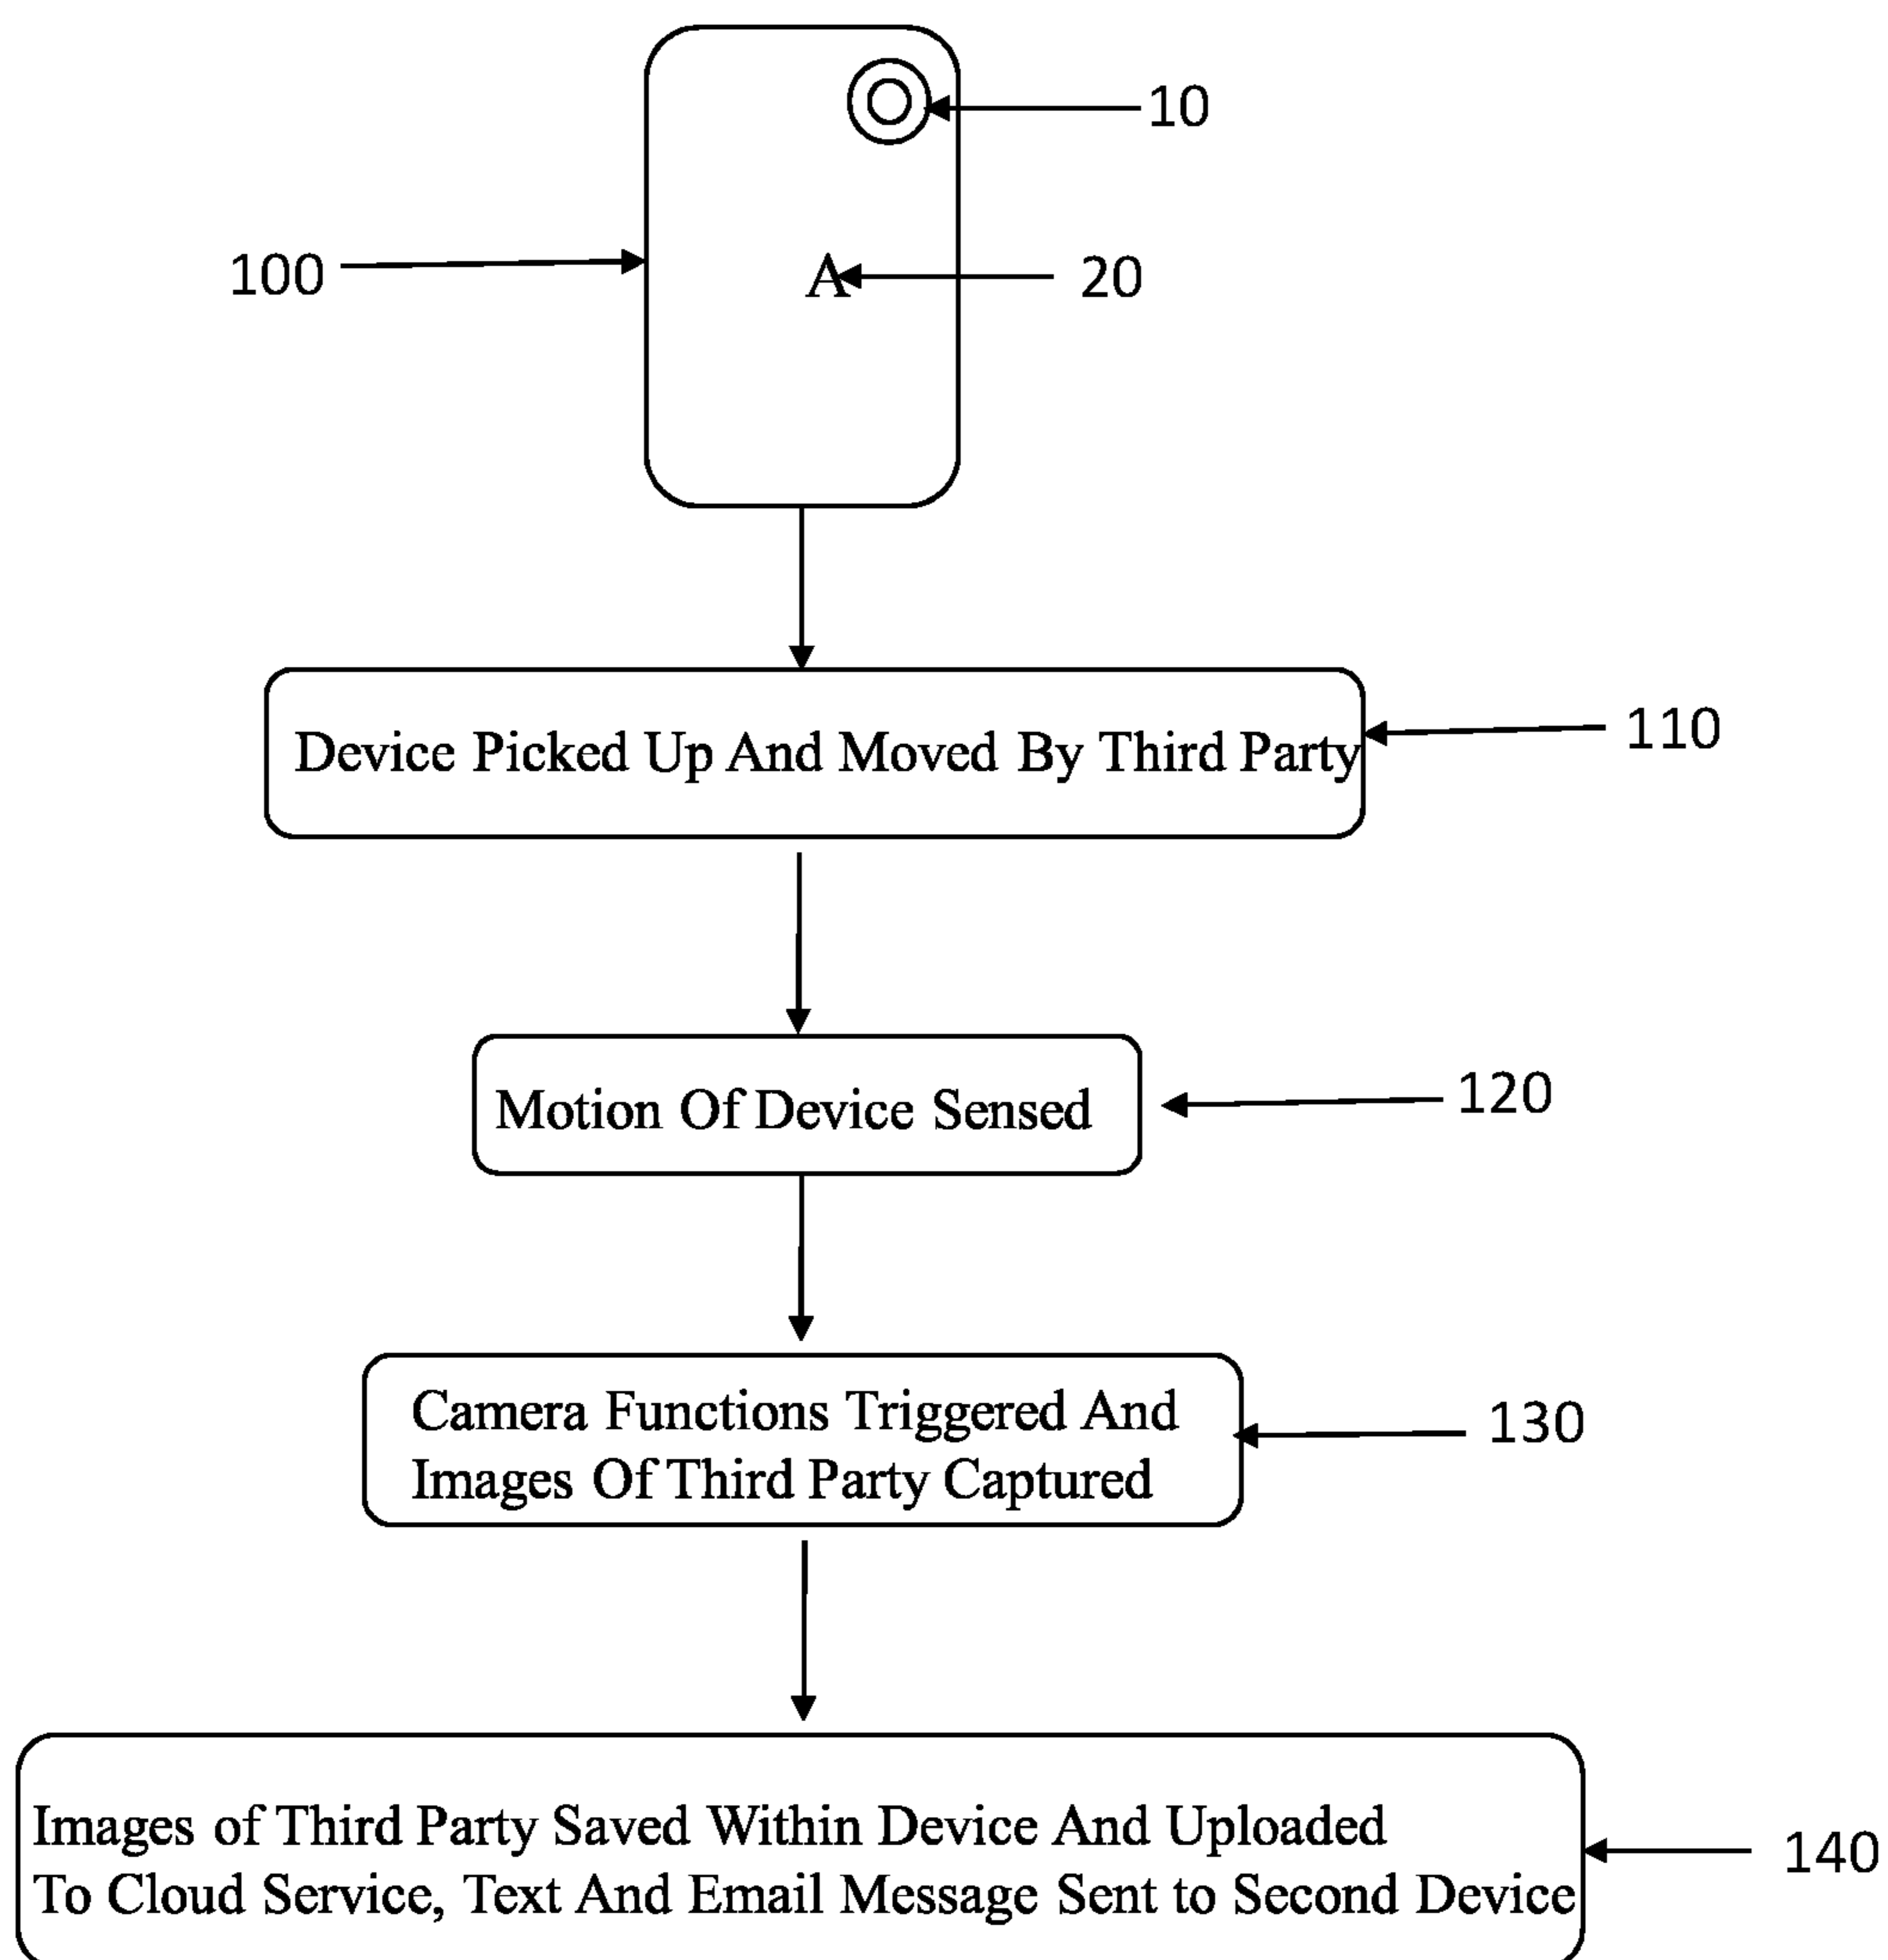 10
100
A
20
Device Picked Up And Moved By Third Party
110
Motion Of Device Sensed
120
Camera Functions Triggered And
Images Of Third Party Captured
130
Images of Third Party Saved Within Device And Uploaded
To Cloud Service, Text And Email Message Sent to Second Device
140